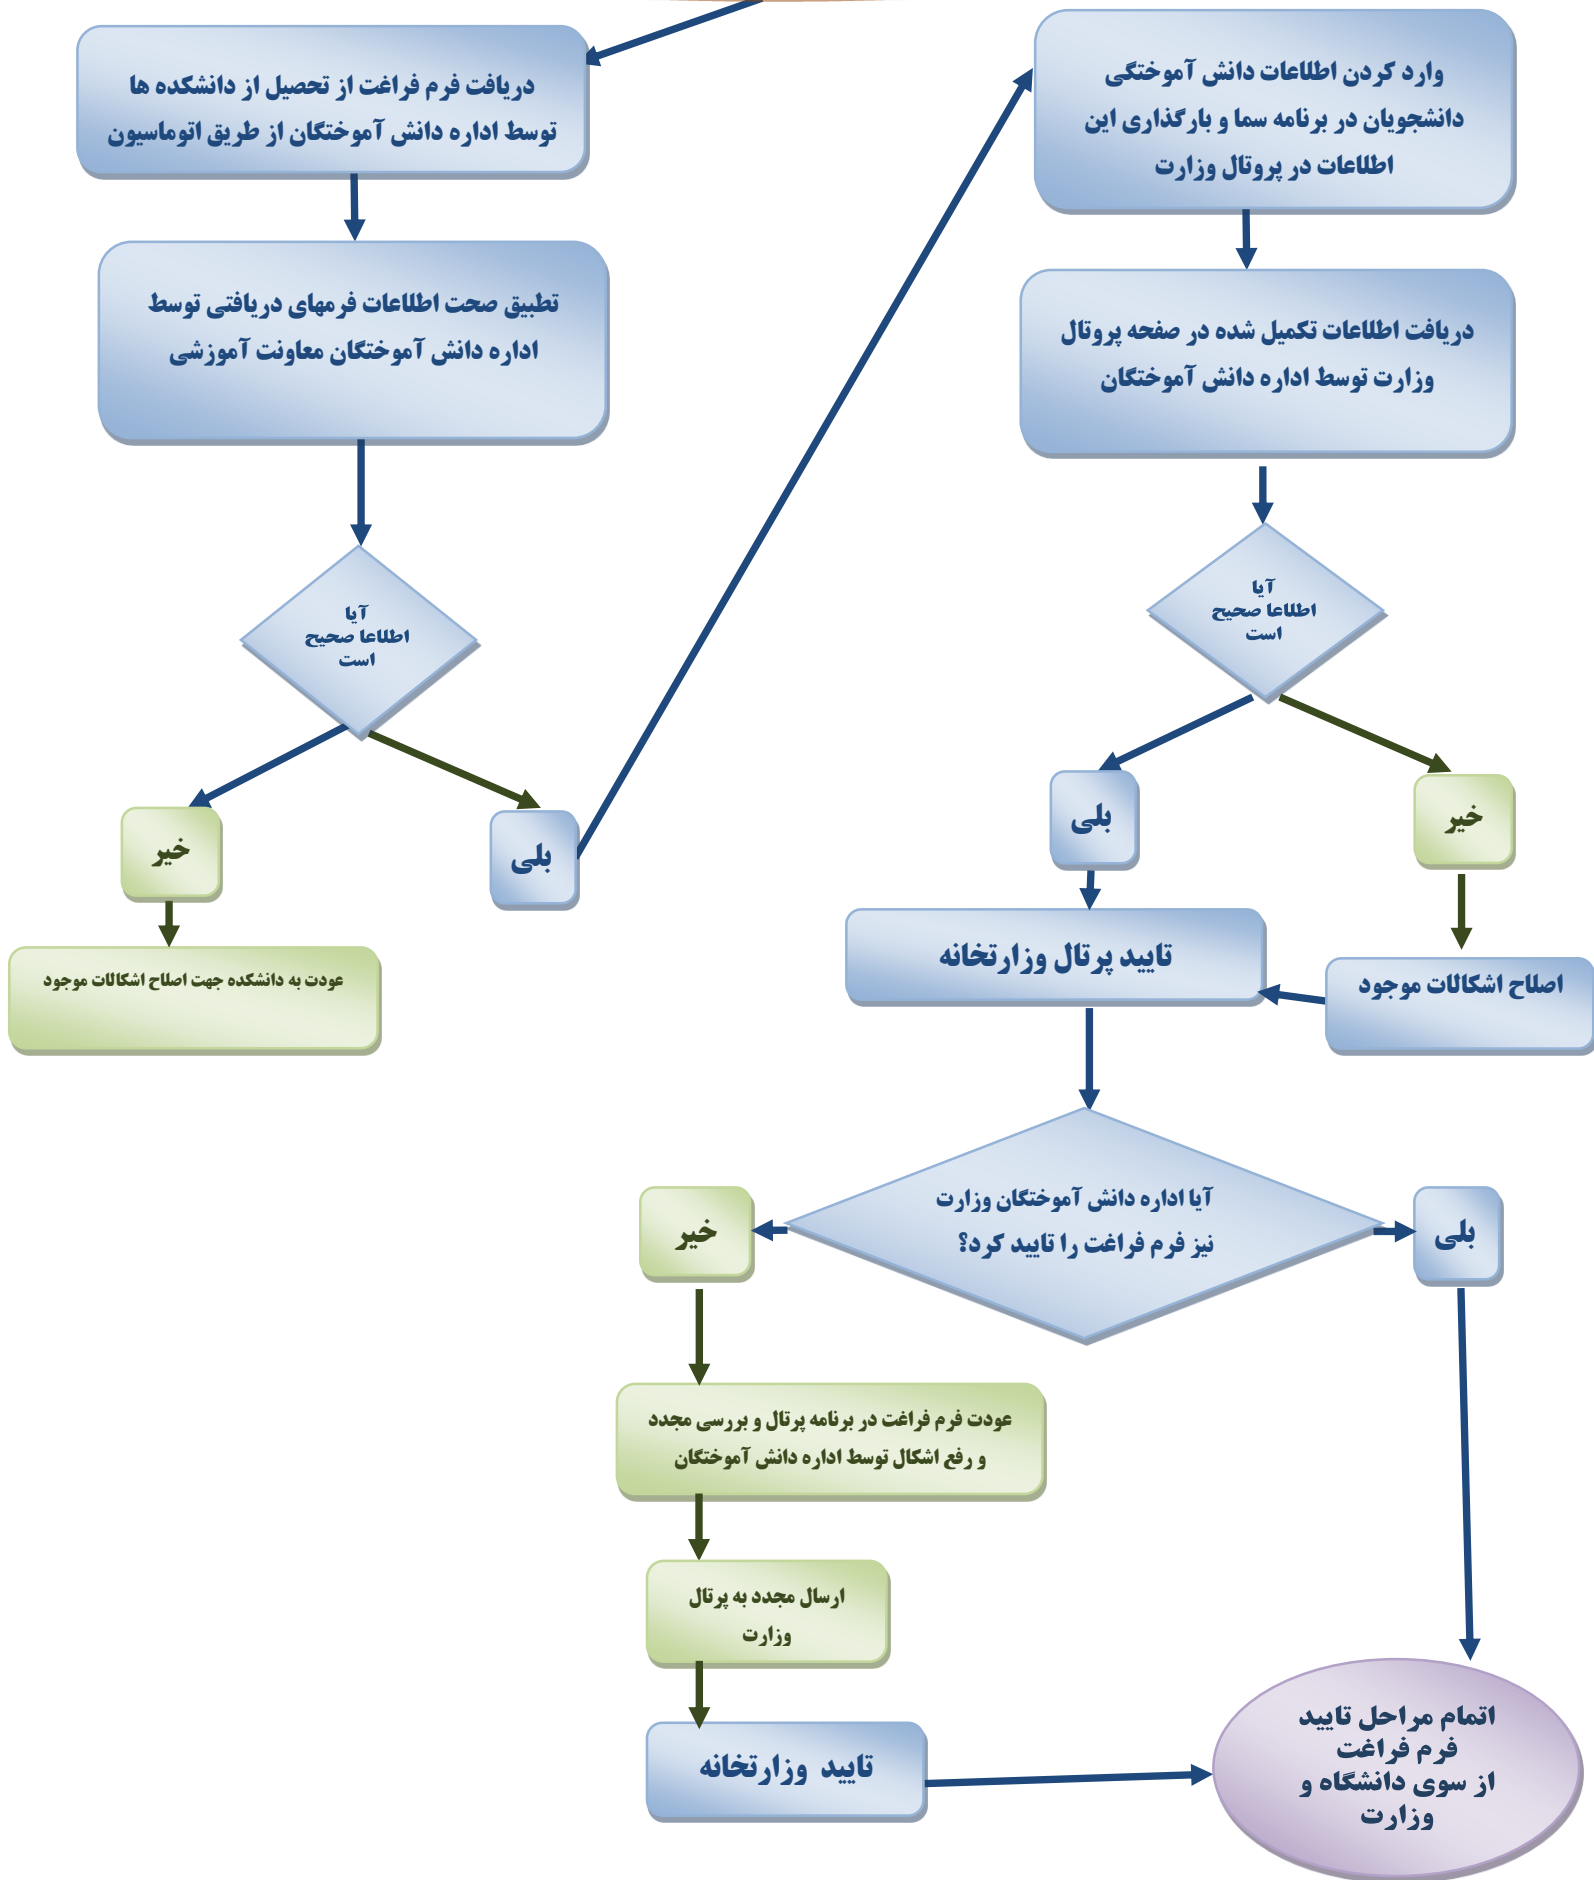 دریافت فرم فراغت از تحصیل از دانشکده ها
توسط اداره دانش آموختگان از طریق اتوماسیون
تطبیق صحت اطلاعات فرمهای دریافتی توسط
اداره دانش آموختگان معاونت آموزشی
آیا
اطلاعا صحیح
است
خیر
بلی
عودت به دانشکده جهت اصلاح اشکالات موجود
وارد کردن اطلاعات دانش آموختگی
دانشجویان در برنامه سما و بارگذاری این
اطلاعات در پروتال وزارت
دریافت اطلاعات تکمیل شده در صفحه پروتال
وزارت توسط اداره دانش آموختگان
آیا
اطلاعا صحیح
است
بلی
خیر
تایید پرتال وزارتخانه
اصلاح اشکالات موجود
آیا اداره دانش آموختگان وزارت
نیز فرم فراغت را تایید کرد؟
بلی
خیر
عودت فرم فراغت در برنامه پرتال و بررسی مجدد
و رفع اشکال توسط اداره دانش آموختگان
ارسال مجدد به پرتال
وزارت
تایید وزارتخانه
اتمام مراحل تایید
فرم فراغت
از سوی دانشگاه و
وزارت